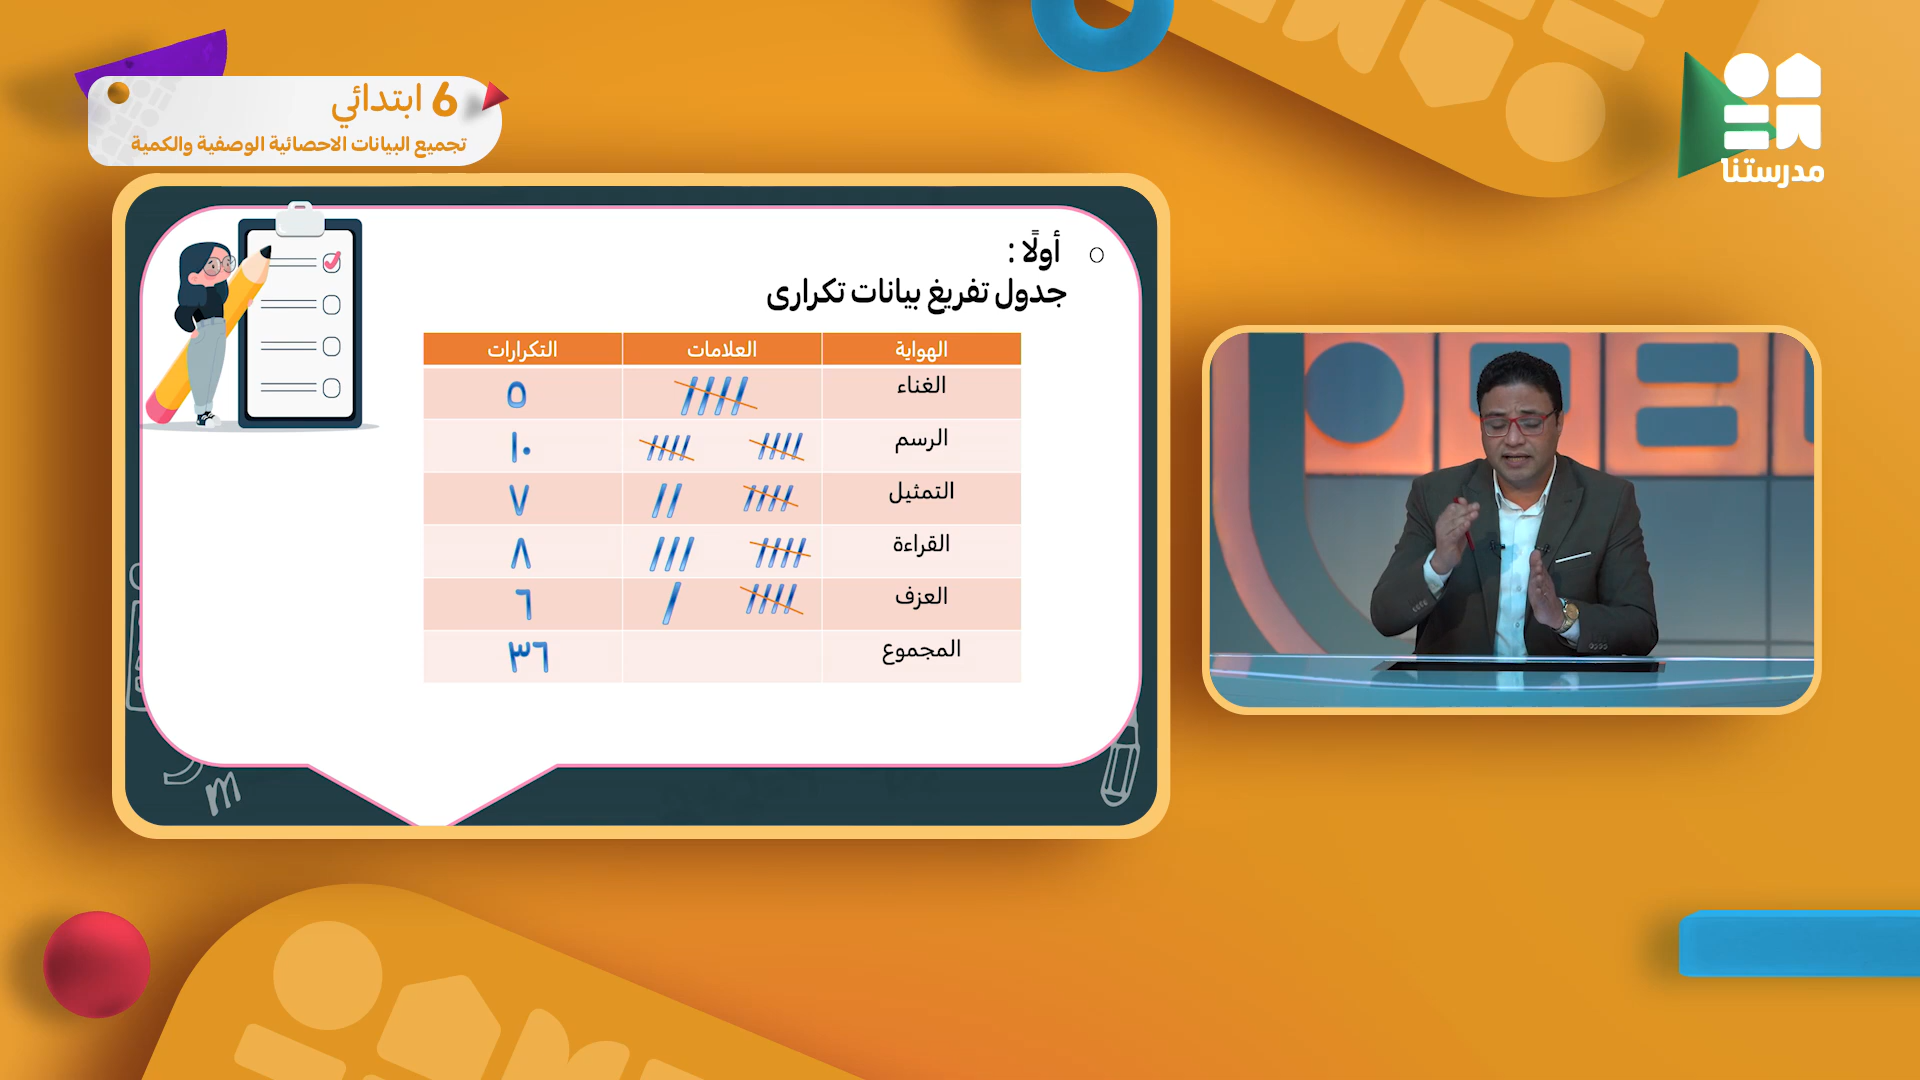 6 ابتدائي
تجميع البيانات الاحصائية الوصفية والكمية
مدرستنا
أولًا :
جدول تفريغ بيانات تكرارى
الهواية العلامات التكرارات
الغناء ٥
الرسم ١٠
التمثيل ٧
القراءة ٨
العزف ٦
المجموع ٣٦
m